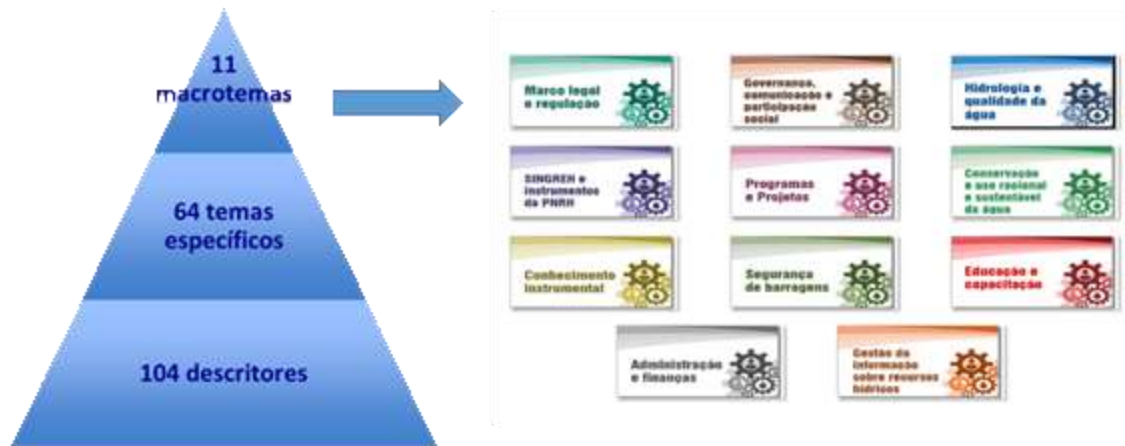 11
macrotemas
64 temas
específicos
104 descritores
Marco legal
e regulação
Governança,
comunicação e
participação
social
Hidrologia e
qualidade da
água
SINGREH e
instrumentos
da PNRH
Programas
e Projetos
Conservação
e uso racional
e sustentável
da água
Conhecimento
instrumental
Segurança
de barragens
Educação e
capacitação
Administração
e finanças
Gestão da
informação
sobre recursos
hídricos